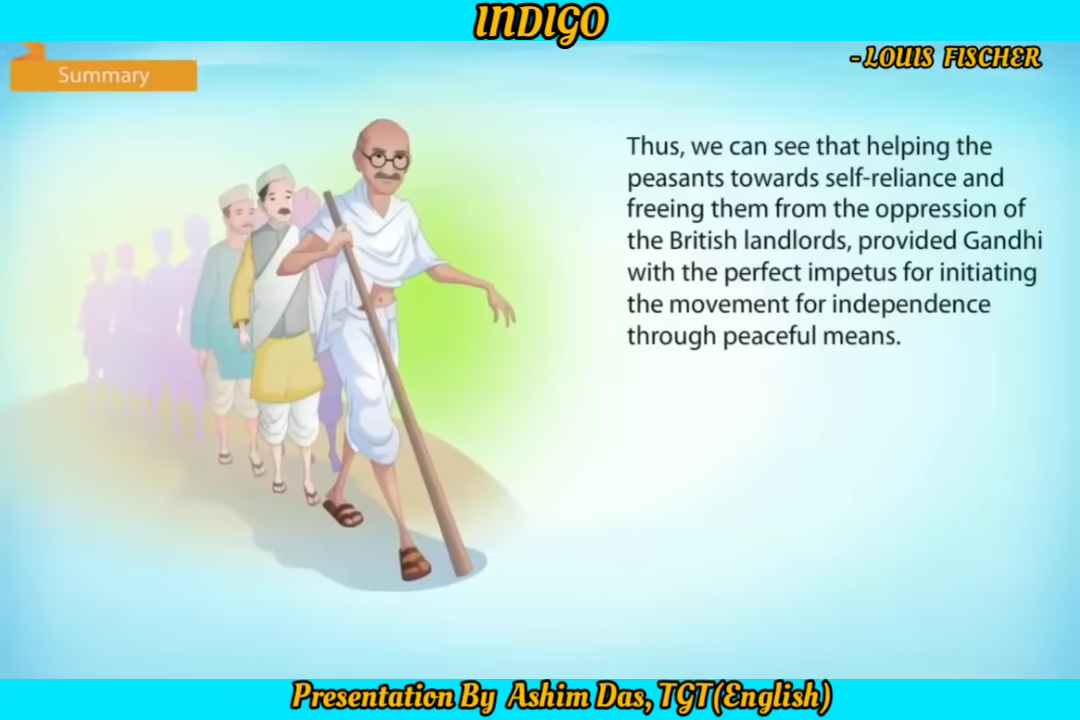 INDIGO
- LOUIS FISCHER
Summary
Thus, we can see that helping the
peasants towards self-reliance and
freeing them from the oppression of
the British landlords, provided Gandhi
with the perfect impetus for initiating
the movement for independence
through peaceful means.
Presentation By Ashim Das, TGT(English)